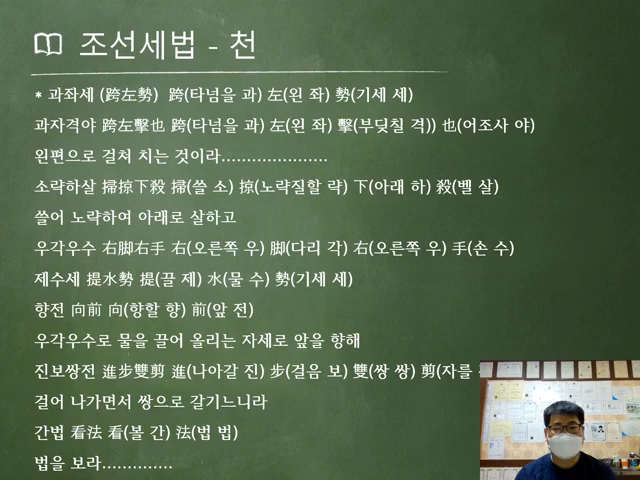 조선세법 - 천
* 과좌세 (跨左勢) 跨(타넘을 과) 左(왼 좌) 勢(기세 세)
과자격야 跨左擊也 跨(타넘을 과) 左(왼 좌) 擊(부딪칠 격)) 也(어조사 야)
왼편으로 걸쳐 치는 것이라.....................
소략하살 掃掠下殺 掃(쓸 소) 掠(노략질할 략) 下(아래 하) 殺(벨 살)
쓸어 노략하여 아래로 살하고
우각우수 右脚右手 右(오른쪽 우) 脚(다리 각) 右(오른쪽 우) 手(손 수)
제수세 提水勢 提(끌 제) 水(물 수) 勢(기세 세)
향전 向前 向(향할 향) 前(앞 전)
우각우수로 물을 끌어 올리는 자세로 앞을 향해
진보쌍전 進步雙剪 進(나아갈 진) 步(걸음 보) 雙(쌍 쌍) 剪(자를
걸어 나가면서 쌍으로 갈기느니라
간법 看法 看(볼 간) 法(법 법)
법을 보라..............